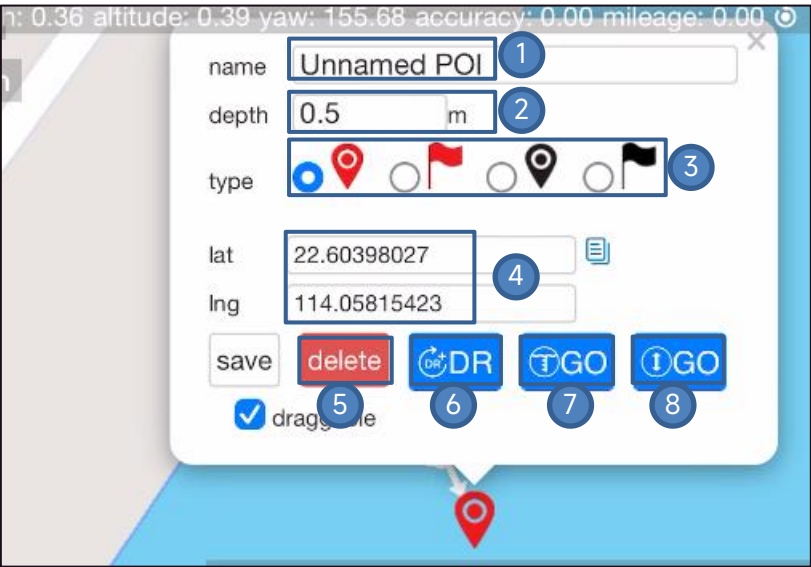 n: 0.36 altitude: 0.39 yaw: 155.68 accuracy: 0.00 mileage: 0.00
name Unnamed POI 1
depth 0.5 m 2
type 3
lat 22.60398027
4
lng 114.05815423
save delete DR+ DR GO GO
5 6 7 8
draggable